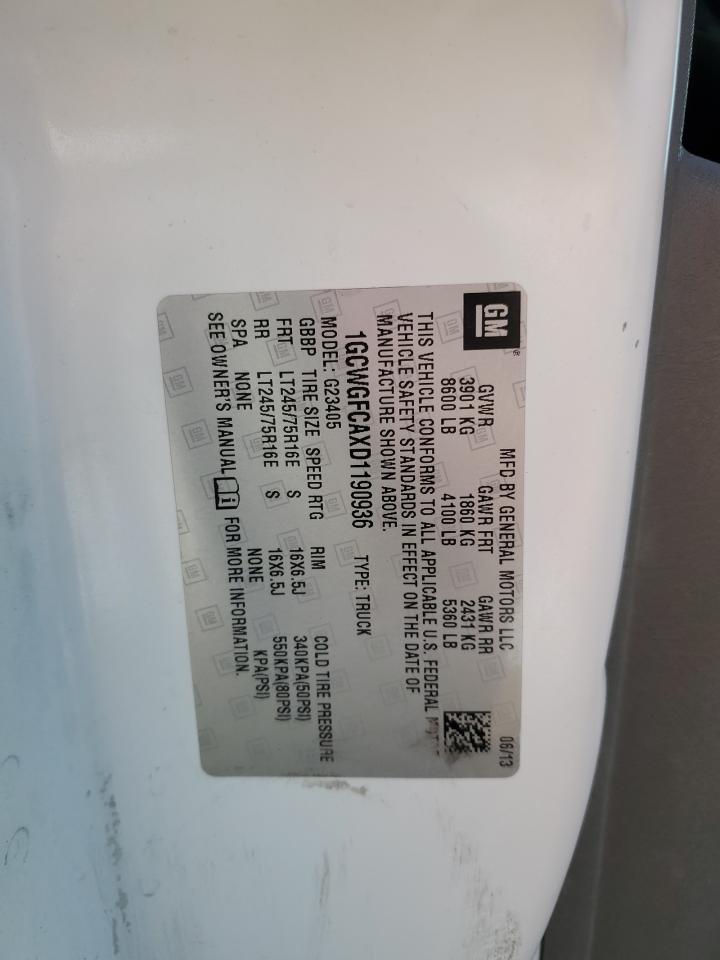 GM®
MFD BY GENERAL MOTORS LLC 06/13
GVWR GAWR FRT GAWR RR
3901 KG 1860 KG 2431 KG
8600 LB 4100 LB 5360 LB
THIS VEHICLE CONFORMS TO ALL APPLICABLE U.S. FEDERAL MOTOR
VEHICLE SAFETY STANDARDS IN EFFECT ON THE DATE OF
MANUFACTURE SHOWN ABOVE.
1GCWGFCAXD1190936 TYPE: TRUCK
MODEL: G23405
GBBP TIRE SIZE SPEED RTG RIM COLD TIRE PRESSURE
FRT LT245/75R16E S 16X6.5J 340KPA(50PSI)
RR LT245/75R16E S 16X6.5J 550KPA(80PSI)
SPA NONE NONE KPA(PSI)
SEE OWNER'S MANUAL i FOR MORE INFORMATION.